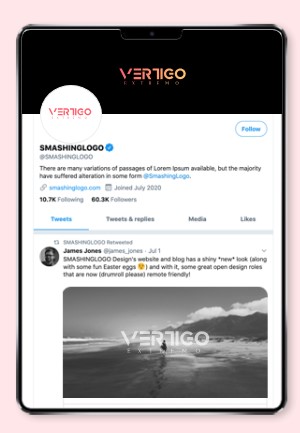 VERTIGO
EXTREMO
VERTIGO
EXTREMO
Follow
SMASHINGLOGO
@SMASHINGLOGO
There are many variations of passages of Lorem Ipsum available, but the majority
have suffered alteration in some form @SmashingLogo.
smashinglogo.com Joined July 2020
10.7K Following 60.3K Followers
Tweets Tweets & replies Media Likes
SMASHINGLOGO Retweeted
James Jones @james_jones · Jul 1
SMASHINGLOGO Design's website and blog has a shiny *new* look (along
with some fun Easter eggs 😉) and with it, some great open design roles
that are now (drumroll please) remote friendly!
VERTIGO
EXTREMO